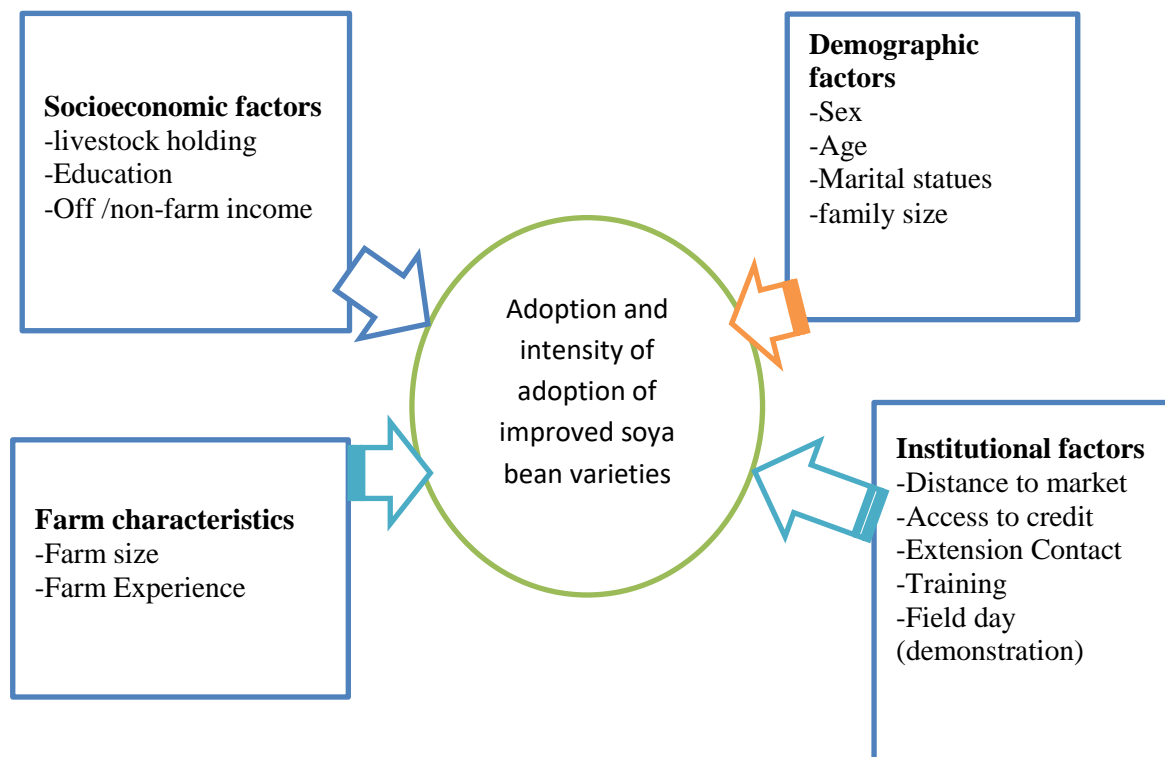 Socioeconomic factors
-livestock holding
-Education
-Off /non-farm income
Demographic
factors
-Sex
-Age
-Marital statues
-family size
Adoption and
intensity of
adoption of
improved soya
bean varieties
Farm characteristics
-Farm size
-Farm Experience
Institutional factors
-Distance to market
-Access to credit
-Extension Contact
-Training
-Field day
(demonstration)